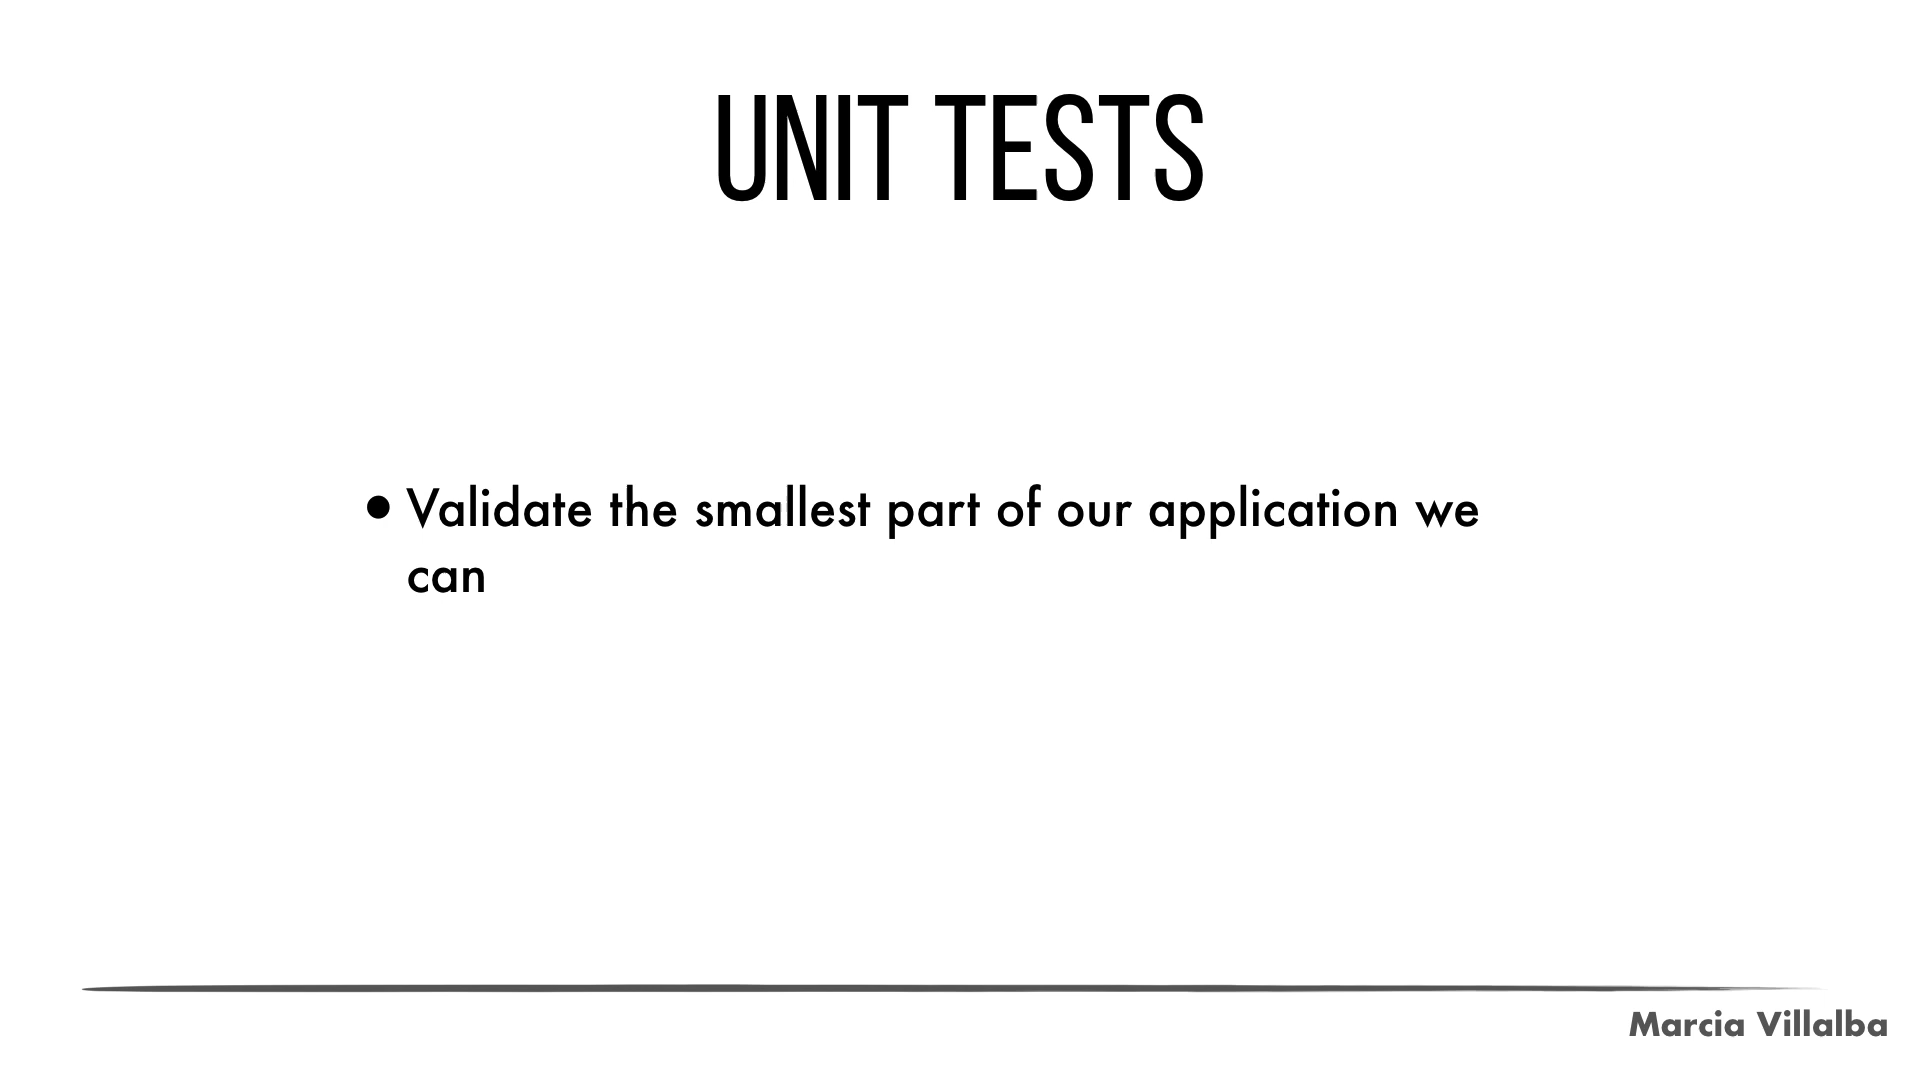 UNIT TESTS
• Validate the smallest part of our application we
can
Marcia Villalba